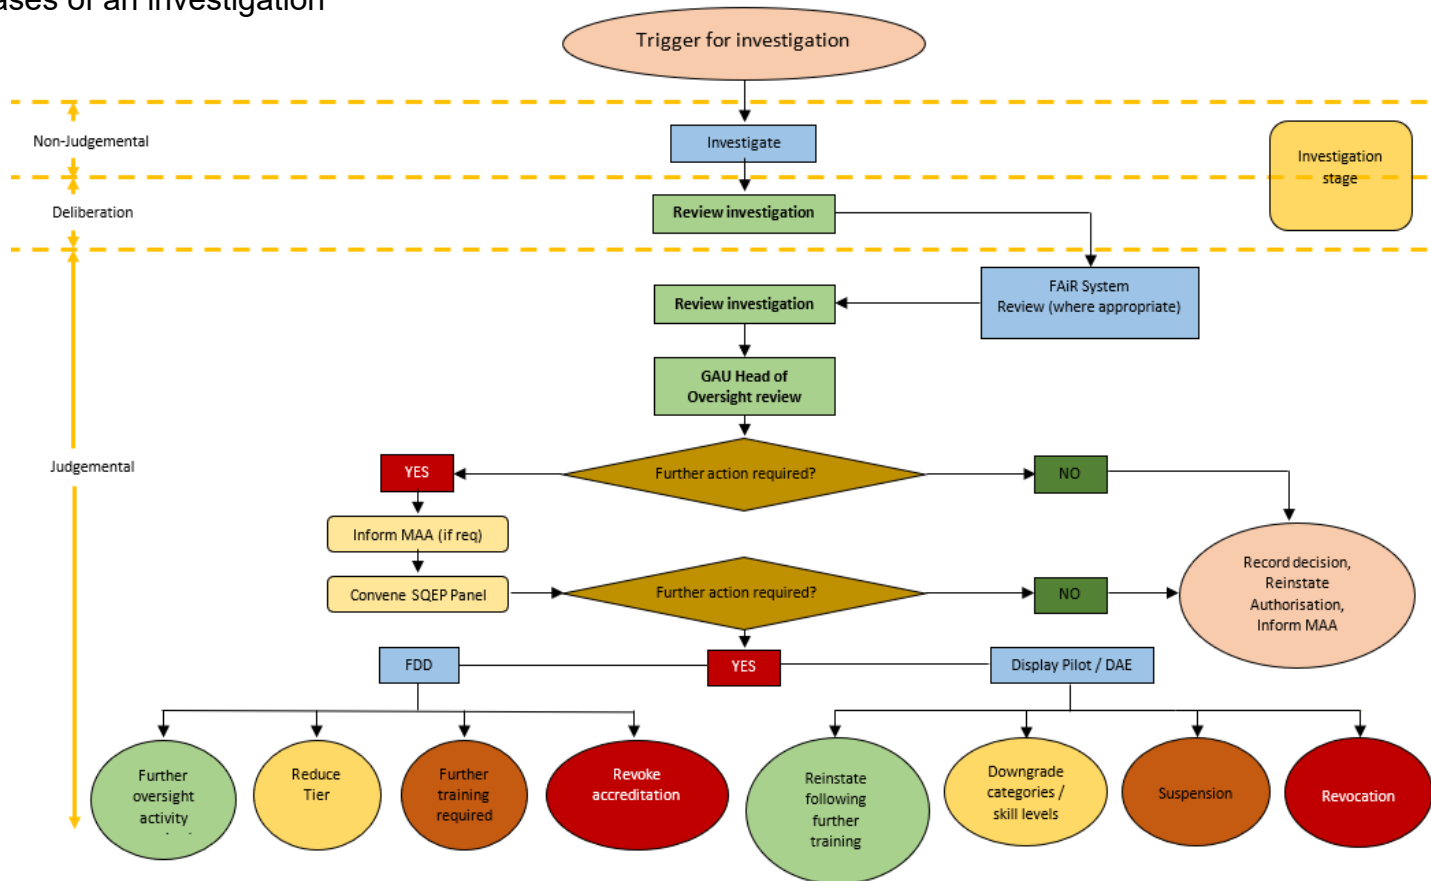 of an investigation
Trigger for investigation
Non-Judgemental
Investigate
Investigation
stage
Deliberation
Review investigation
FAiR System
Review (where appropriate)
Review investigation
GAU Head of
Oversight review
Judgemental
YES
Further action required?
NO
Inform MAA (if req)
Convene SQEP Panel
Further action required?
NO
Record decision,
Reinstate
Authorisation,
Inform MAA
FDD
YES
Display Pilot / DAE
Further
oversight
activity
Reduce
Tier
Further
training
required
Revoke
accreditation
Reinstate
following
further
training
Downgrade
categories /
skill levels
Suspension
Revocation